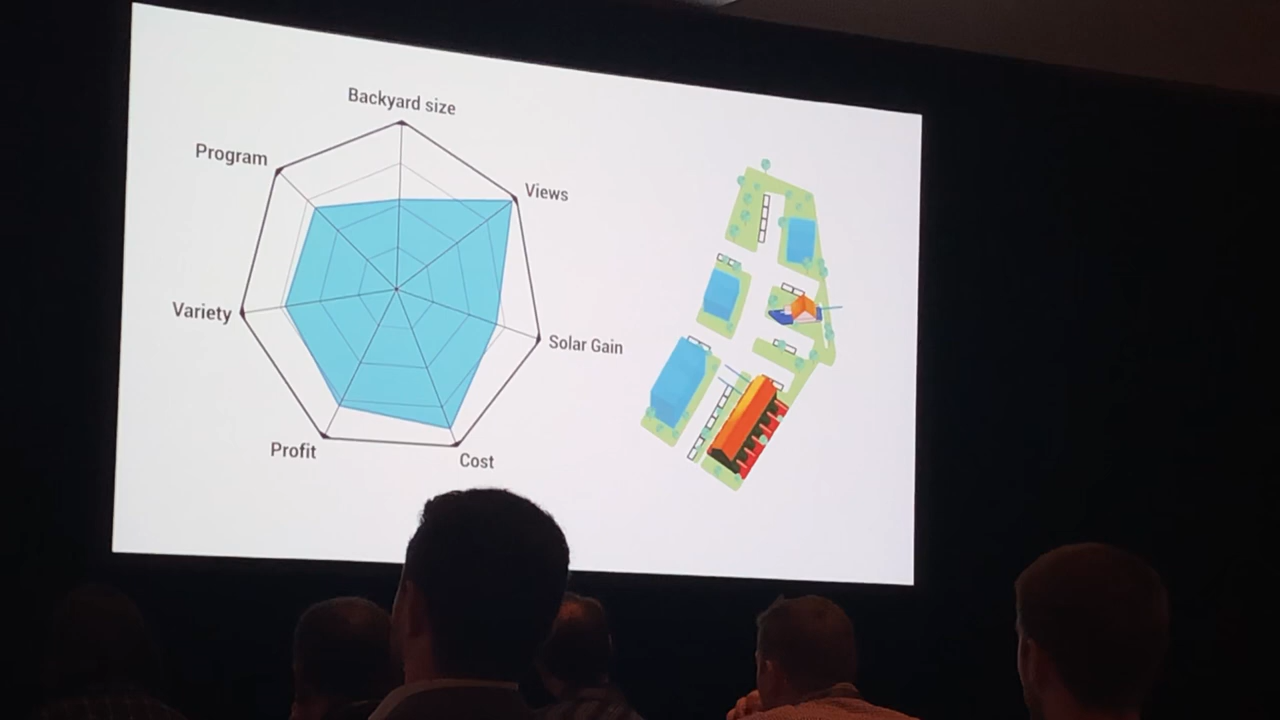 Backyard size
Program
Views
Variety
Solar Gain
Profit
Cost